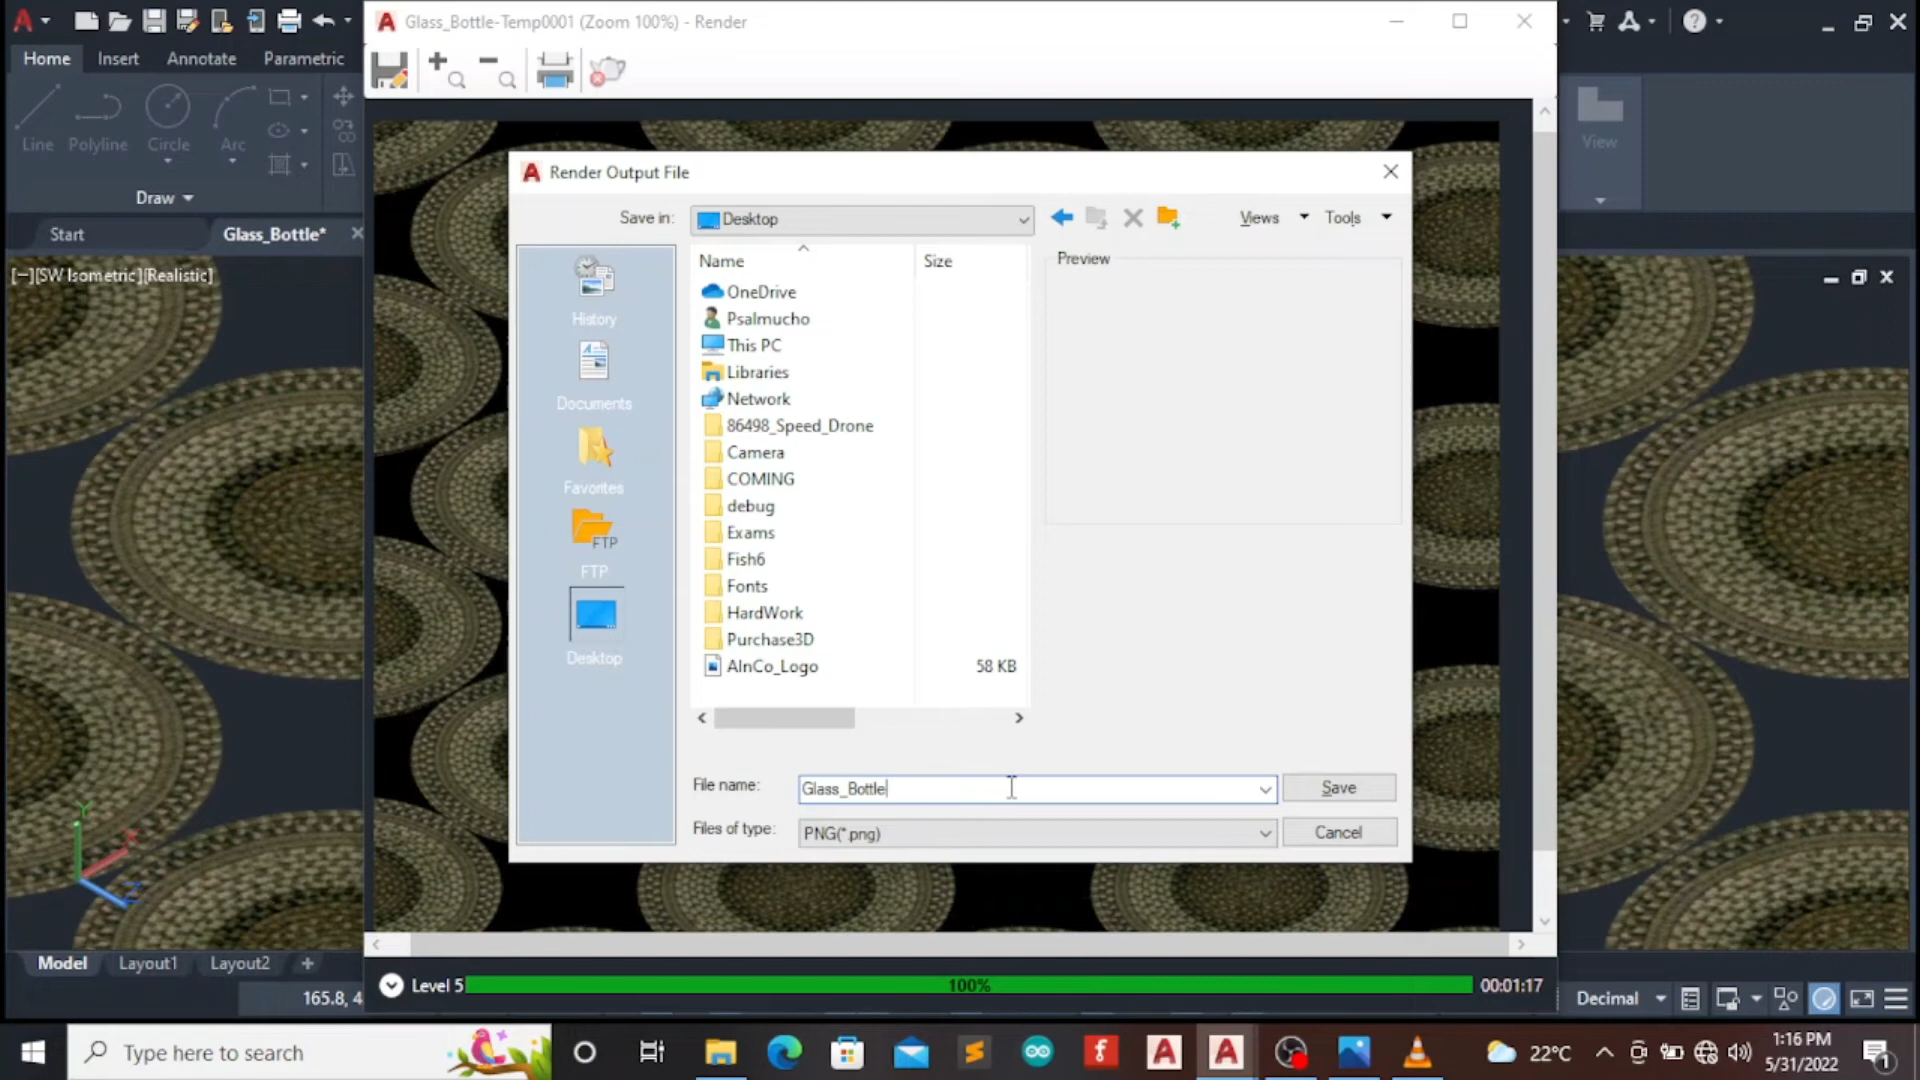 Glass_Bottle-Temp0001 (Zoom 100%) - Render
Home
Insert
Annotate
Parametric
Line
Polyline
Circle
Arc
View
Draw
Start
Glass_Bottle*
[−][SW Isometric][Realistic]
Render Output File
Save in:
Desktop
Views
Tools
History
Documents
Favorites
FTP
FTP
Desktop
Name
Size
OneDrive
Psalmucho
This PC
Libraries
Network
86498_Speed_Drone
Camera
COMING
debug
Exams
Fish6
Fonts
HardWork
Purchase3D
AInCo_Logo
58 KB
Preview
File name:
Glass_Bottle
Save
Files of type:
PNG(*.png)
Cancel
Y
X
Z
Model
Layout1
Layout2
+
165.8, 4
Level 5
100%
00:01:17
Decimal
Type here to search
22°C
1:16 PM
5/31/2022
1